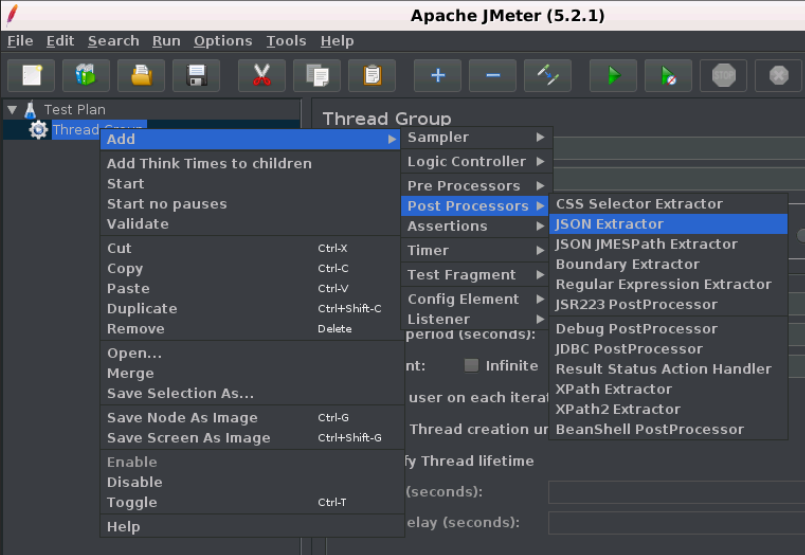 Apache JMeter (5.2.1)
File Edit Search Run Options Tools Help
STOP
Test Plan
Thread Group
Thread Group
Add
Add Think Times to children
Start
Start no pauses
Validate
Cut Ctrl-X
Copy Ctrl-C
Paste Ctrl-V
Duplicate Ctrl+Shift-C
Remove Delete
Open...
Merge
Save Selection As...
Save Node As Image Ctrl-G
Save Screen As Image Ctrl+Shift-G
Enable
Disable
Toggle Ctrl-T
Help
Sampler
Logic Controller
Pre Processors
Post Processors
Assertions
Timer
Test Fragment
Config Element
Listener
CSS Selector Extractor
JSON Extractor
JSON JMESPath Extractor
Boundary Extractor
Regular Expression Extractor
JSR223 PostProcessor
Debug PostProcessor
JDBC PostProcessor
Result Status Action Handler
XPath Extractor
XPath2 Extractor
BeanShell PostProcessor
period (seconds):
nt: Infinite
user on each iterat
Thread creation un
fy Thread lifetime
(seconds):
elay (seconds):